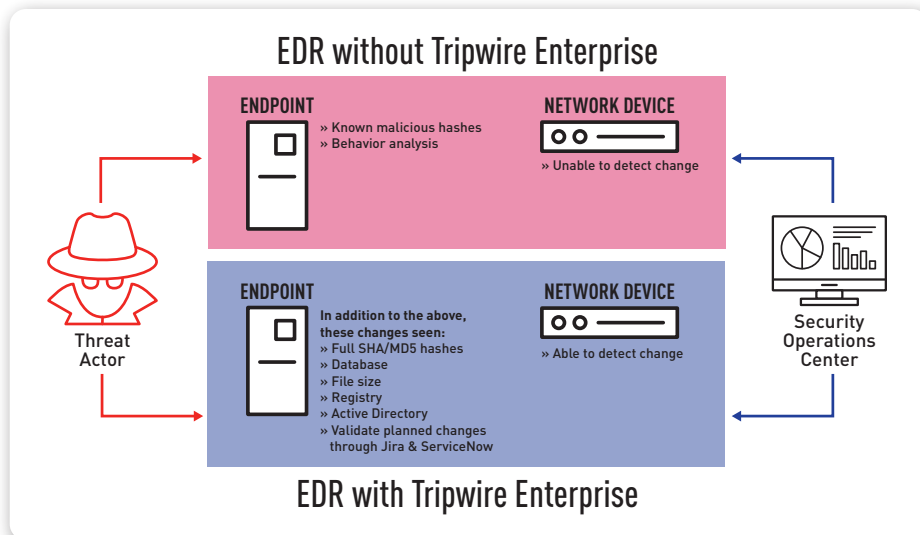 EDR without Tripwire Enterprise
ENDPOINT
» Known malicious hashes
» Behavior analysis
NETWORK DEVICE
» Unable to detect change
Threat
Actor
Security
Operations
Center
ENDPOINT
In addition to the above,
these changes seen:
» Full SHA/MD5 hashes
» Database
» File size
» Registry
» Active Directory
» Validate planned changes
through Jira & ServiceNow
NETWORK DEVICE
» Able to detect change
EDR with Tripwire Enterprise